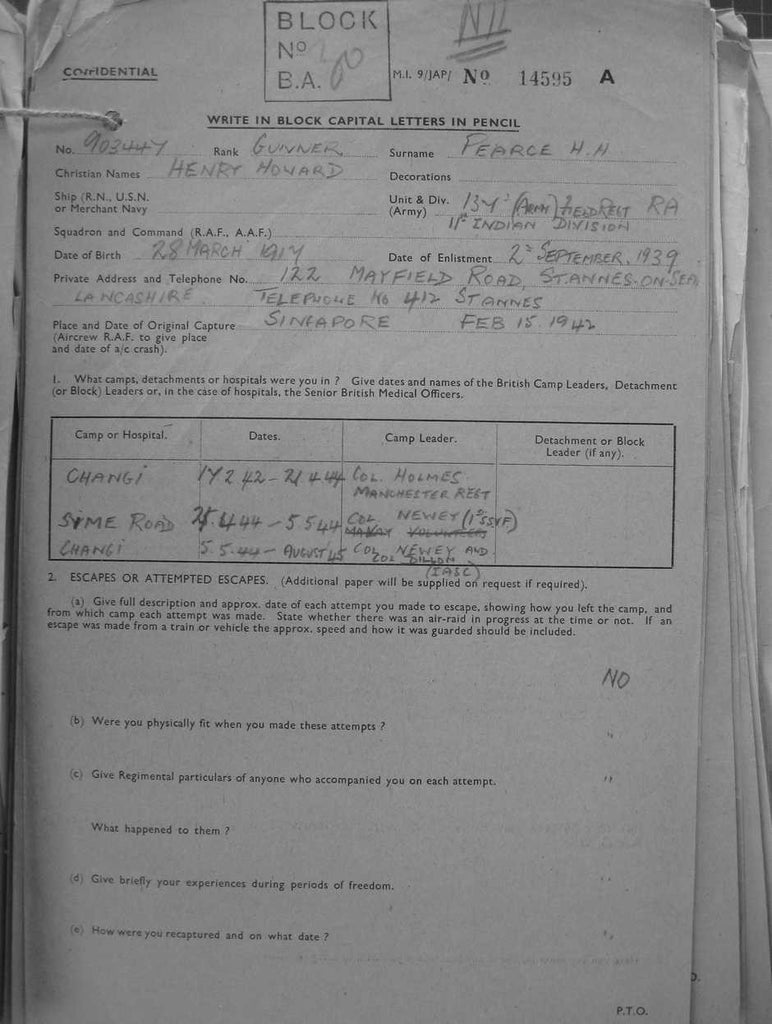 BLOCK
Nº
B.A.
NIL
CONFIDENTIAL
M.I. 9/JAP/ Nº 14595 A
WRITE IN BLOCK CAPITAL LETTERS IN PENCIL
No. 903447 Rank GUNNER Surname PEARCE H.H
Christian Names HENRY HOWARD Decorations
Ship (R.N., U.S.N. or Merchant Navy
Unit & Div. (Army) 137 (ARMY) FIELD REGT RA
11th INDIAN DIVISION
Squadron and Command (R.A.F., A.A.F.)
Date of Birth 28 MARCH 1917 Date of Enlistment 2nd SEPTEMBER, 1939
Private Address and Telephone No. 122 MAYFIELD ROAD, ST ANNES-ON-SEA,
LANCASHIRE TELEPHONE No 412 ST ANNES
Place and Date of Original Capture SINGAPORE FEB 15 1942
(Aircrew R.A.F. to give place
and date of a/c crash).
1. What camps, detachments or hospitals were you in ? Give dates and names of the British Camp Leaders, Detachment
(or Block) Leaders or, in the case of hospitals, the Senior British Medical Officers.
Camp or Hospital. Dates. Camp Leader. Detachment or Block
Leader (if any).
CHANGI 17 2 42 - 21 4 44 COL. HOLMES
MANCHESTER REGT
SIME ROAD 21.4.44 - 5 5 44 COL NEWEY (1st SSVF)
CHANGI 5.5.44 - AUGUST 45 COL NEWEY AND
COL DILLON
(IASC)
2. ESCAPES OR ATTEMPTED ESCAPES. (Additional paper will be supplied on request if required).
(a) Give full description and approx. date of each attempt you made to escape, showing how you left the camp, and
from which camp each attempt was made. State whether there was an air-raid in progress at the time or not. If an
escape was made from a train or vehicle the approx. speed and how it was guarded should be included.
NO
(b) Were you physically fit when you made these attempts ?
"
(c) Give Regimental particulars of anyone who accompanied you on each attempt.
"
What happened to them ?
(d) Give briefly your experiences during periods of freedom.
"
(e) How were you recaptured and on what date ?
"
P.T.O.